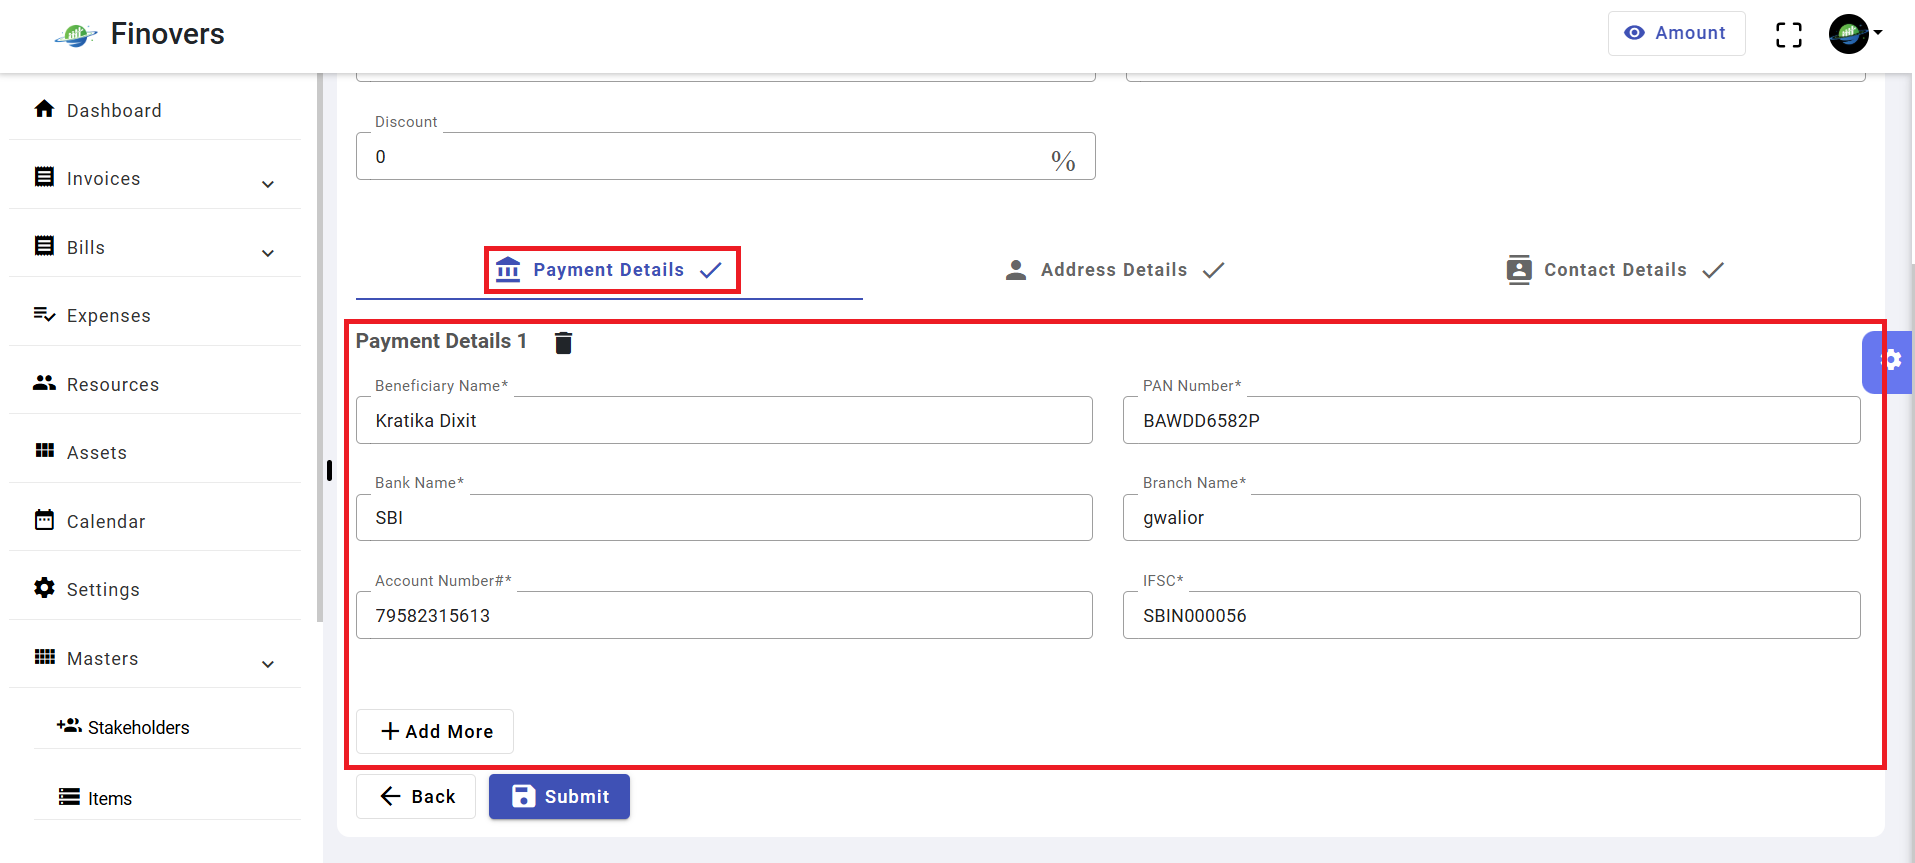 Finovers
Amount
Dashboard
Invoices
Bills
Expenses
Resources
Assets
Calendar
Settings
Masters
Stakeholders
Items
Discount
0
%
Payment Details
Address Details
Contact Details
Payment Details 1
Beneficiary Name*
Kratika Dixit
PAN Number*
BAWDD6582P
Bank Name*
SBI
Branch Name*
gwalior
Account Number#*
79582315613
IFSC*
SBIN000056
Add More
Back
Submit